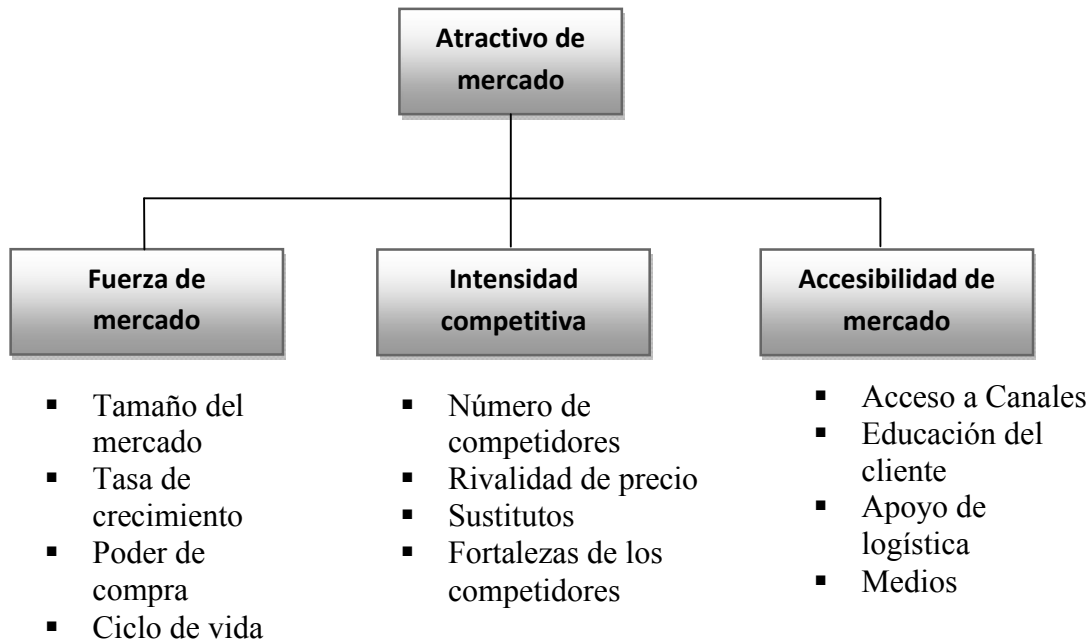 Atractivo de
mercado
Fuerza de
mercado
Intensidad
competitiva
Accesibilidad de
mercado
▪ Tamaño del
mercado
▪ Tasa de
crecimiento
▪ Poder de
compra
▪ Ciclo de vida
▪ Número de
competidores
▪ Rivalidad de precio
▪ Sustitutos
▪ Fortalezas de los
competidores
▪ Acceso a Canales
▪ Educación del
cliente
▪ Apoyo de
logística
▪ Medios